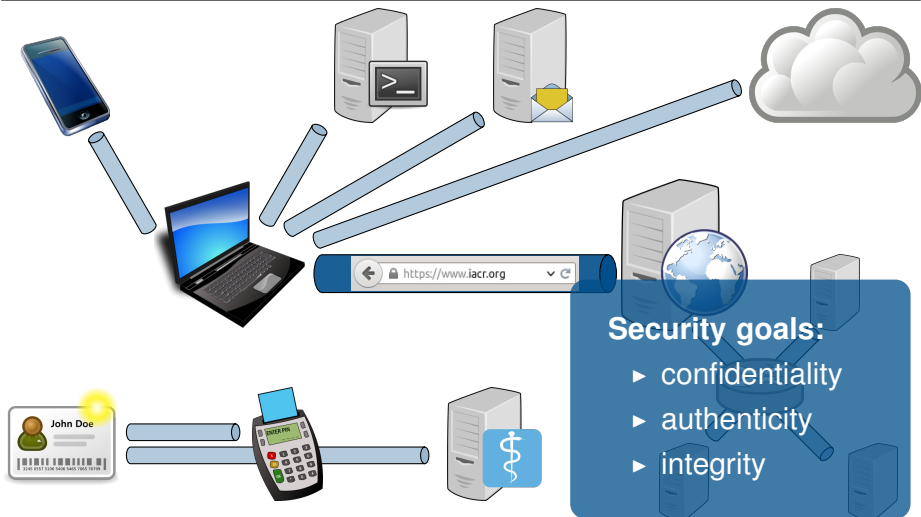 >_
https://www.iacr.org
Security goals:
▸ confidentiality
▸ authenticity
▸ integrity
John Doe
ENTER PIN